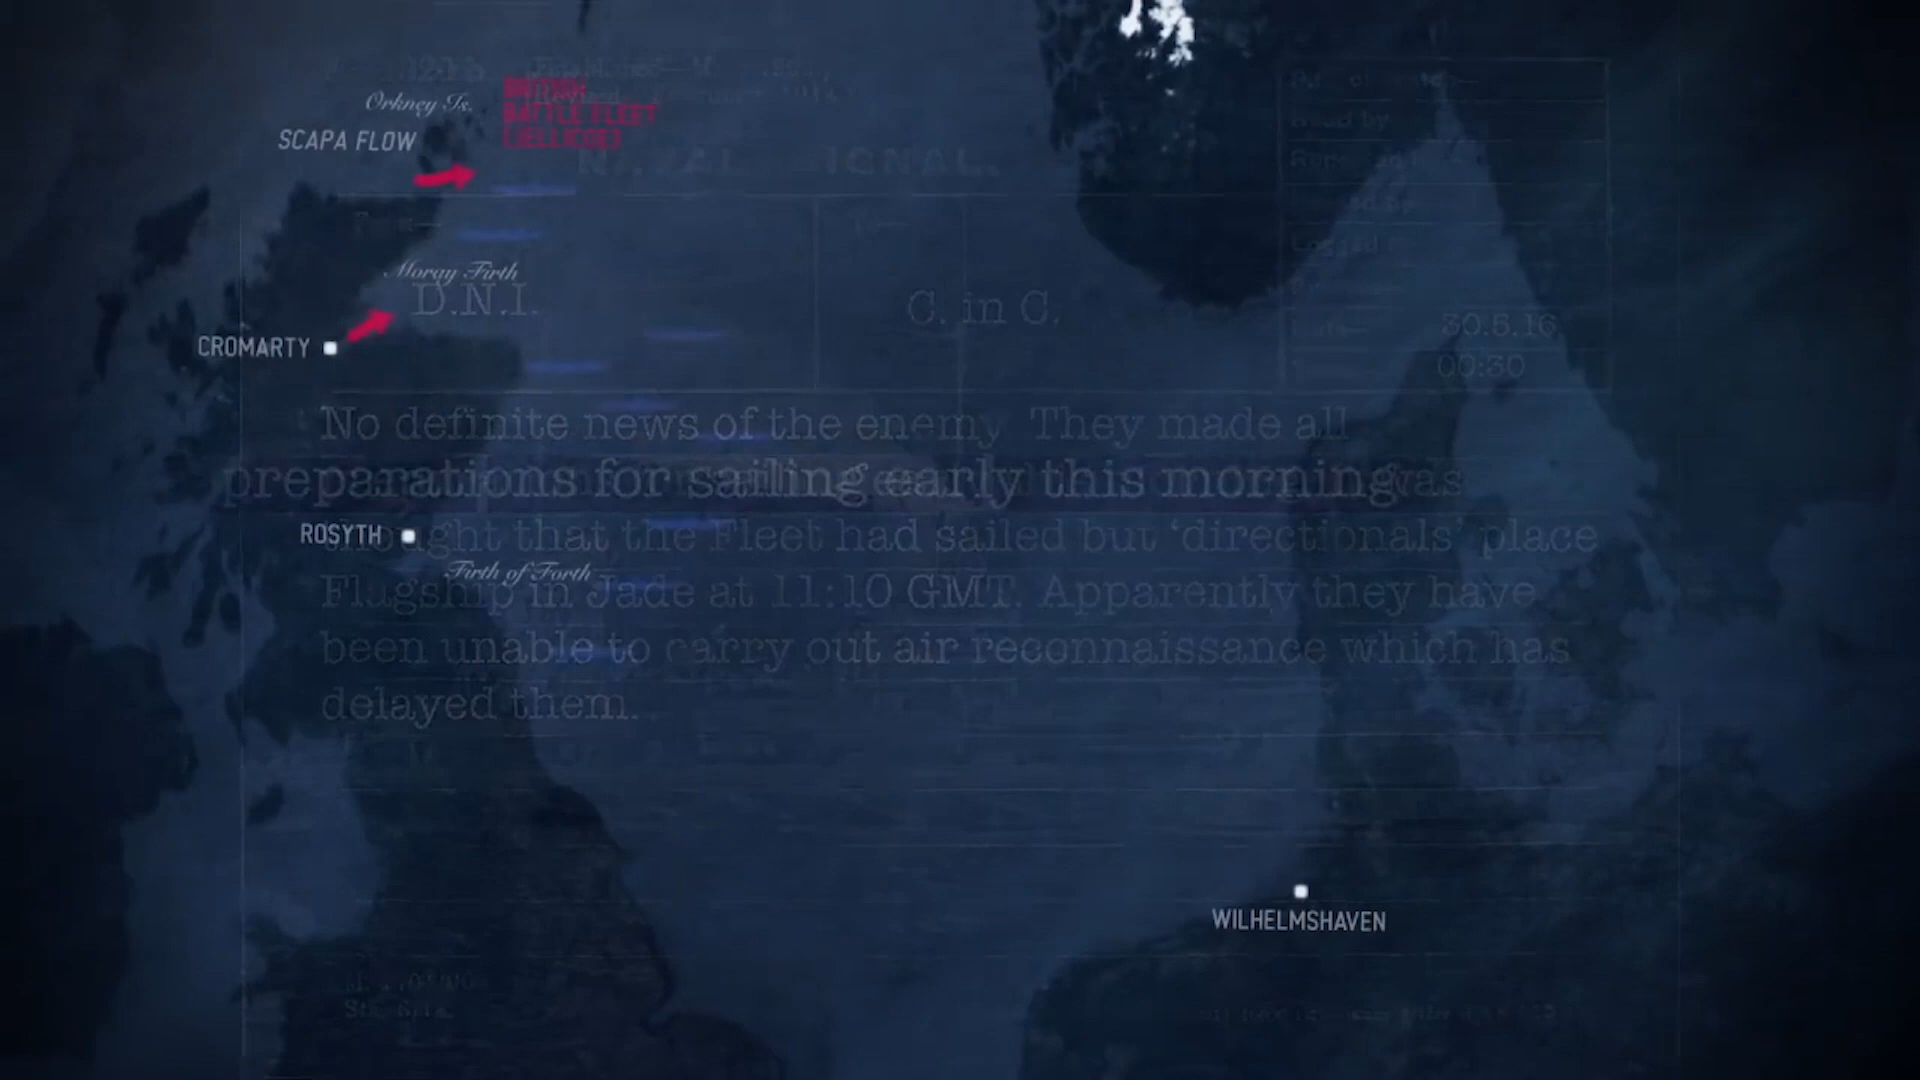 Orkney Is.
SCAPA FLOW
BRITISH
BATTLE FLEET
(JELLICOE)
NAVAL SIGNAL.
Moray Firth
D.N.I.
C. in C.
CROMARTY
30.5.16
00:30
No definite news of the enemy They made all
preparations for sailing early this morning was
thought that the Fleet had sailed but ‘directionals’ place
ROSYTH
Firth of Forth
Flagship in Jade at 11:10 GMT. Apparently they have
been unable to carry out air reconnaissance which has
delayed them.
WILHELMSHAVEN